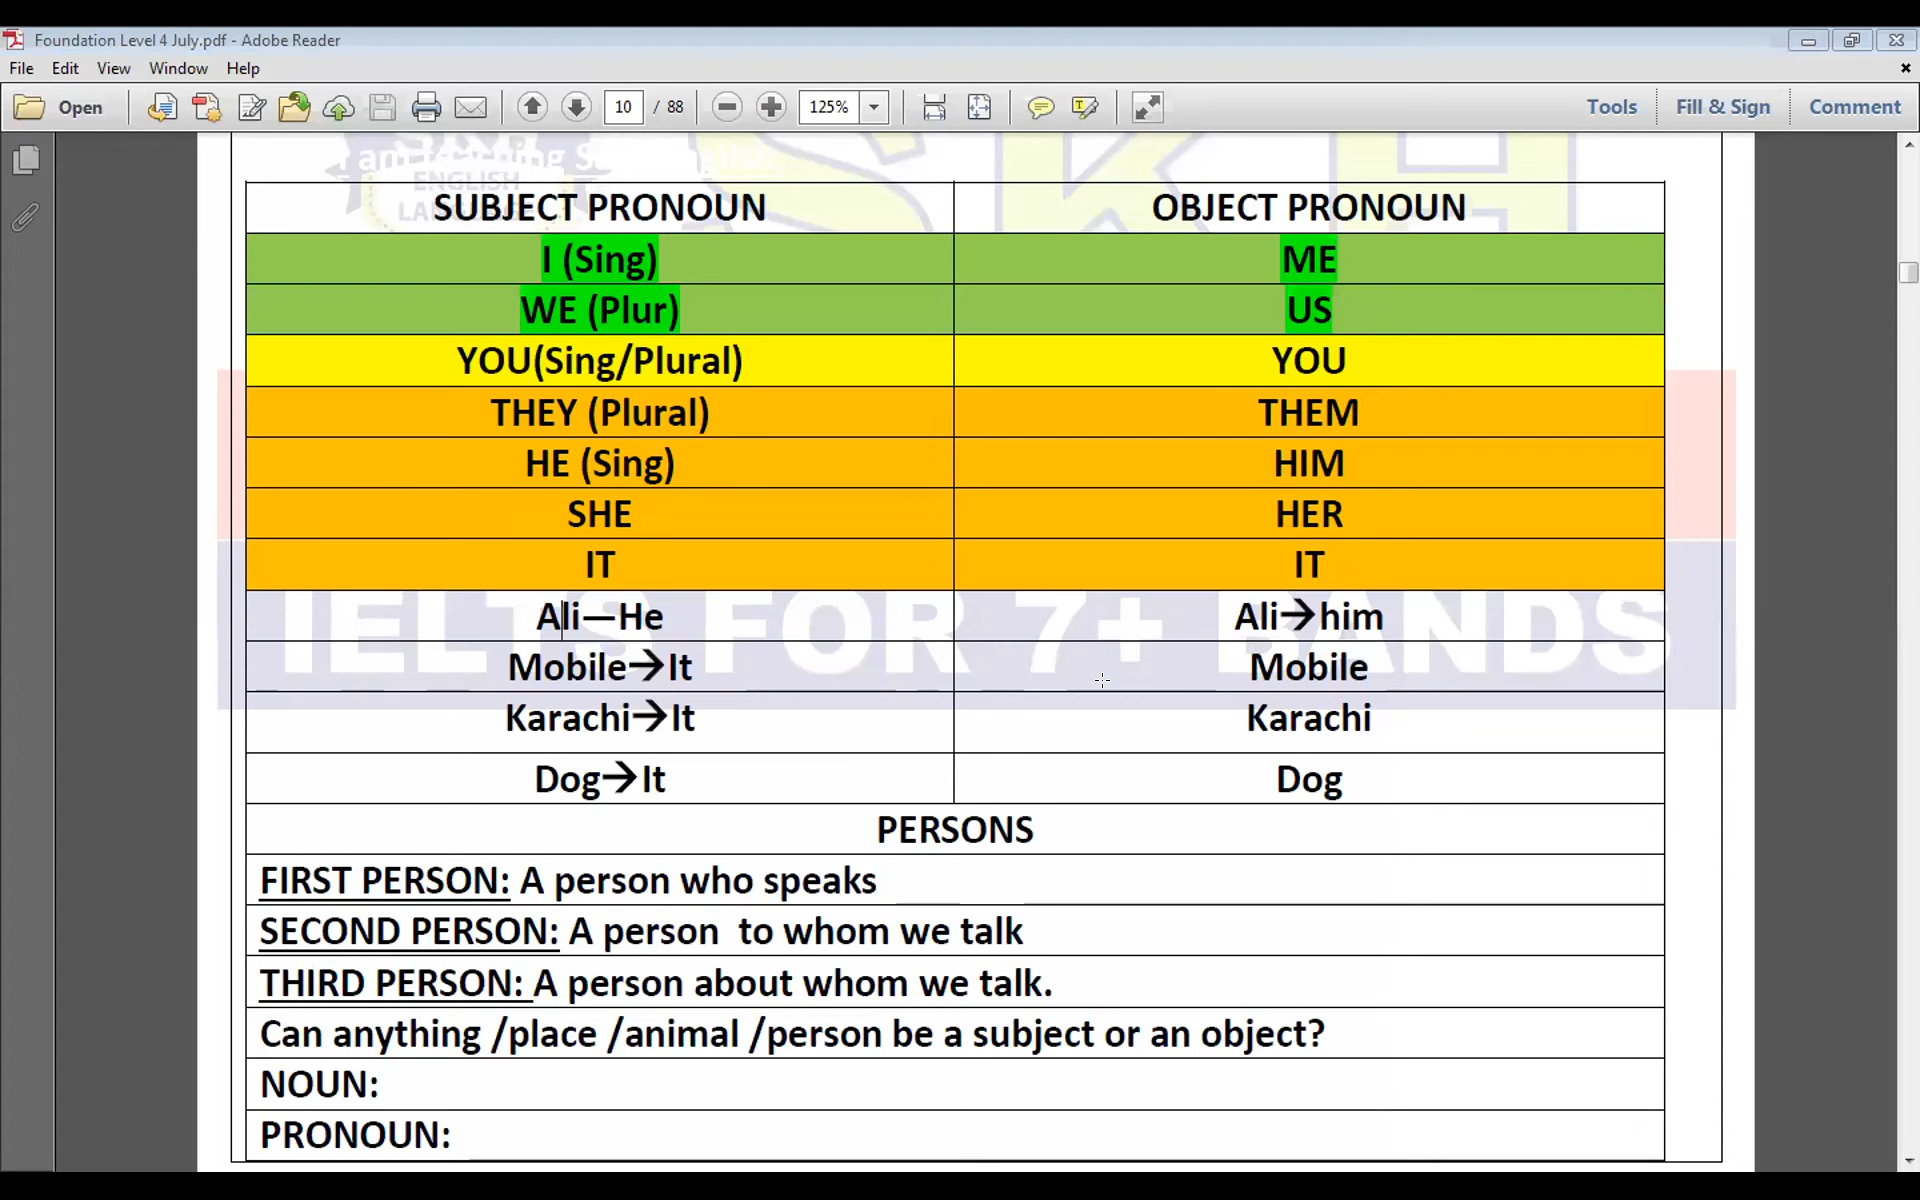 Foundation Level 4 July.pdf - Adobe Reader
File Edit View Window Help
Open 10 / 88 125% Tools Fill & Sign Comment
I am
ENGLISH
LANGUAGE
SUBJECT PRONOUN OBJECT PRONOUN
I (Sing) ME
WE (Plur) US
YOU(Sing/Plural) YOU
THEY (Plural) THEM
HE (Sing) HIM
SHE HER
IT IT
IELTS FOR 7+ BANDS
Ali—He Ali→him
Mobile→It Mobile
Karachi→It Karachi
Dog→It Dog
PERSONS
FIRST PERSON: A person who speaks
SECOND PERSON: A person  to whom we talk
THIRD PERSON: A person about whom we talk.
Can anything /place /animal /person be a subject or an object?
NOUN:
PRONOUN: